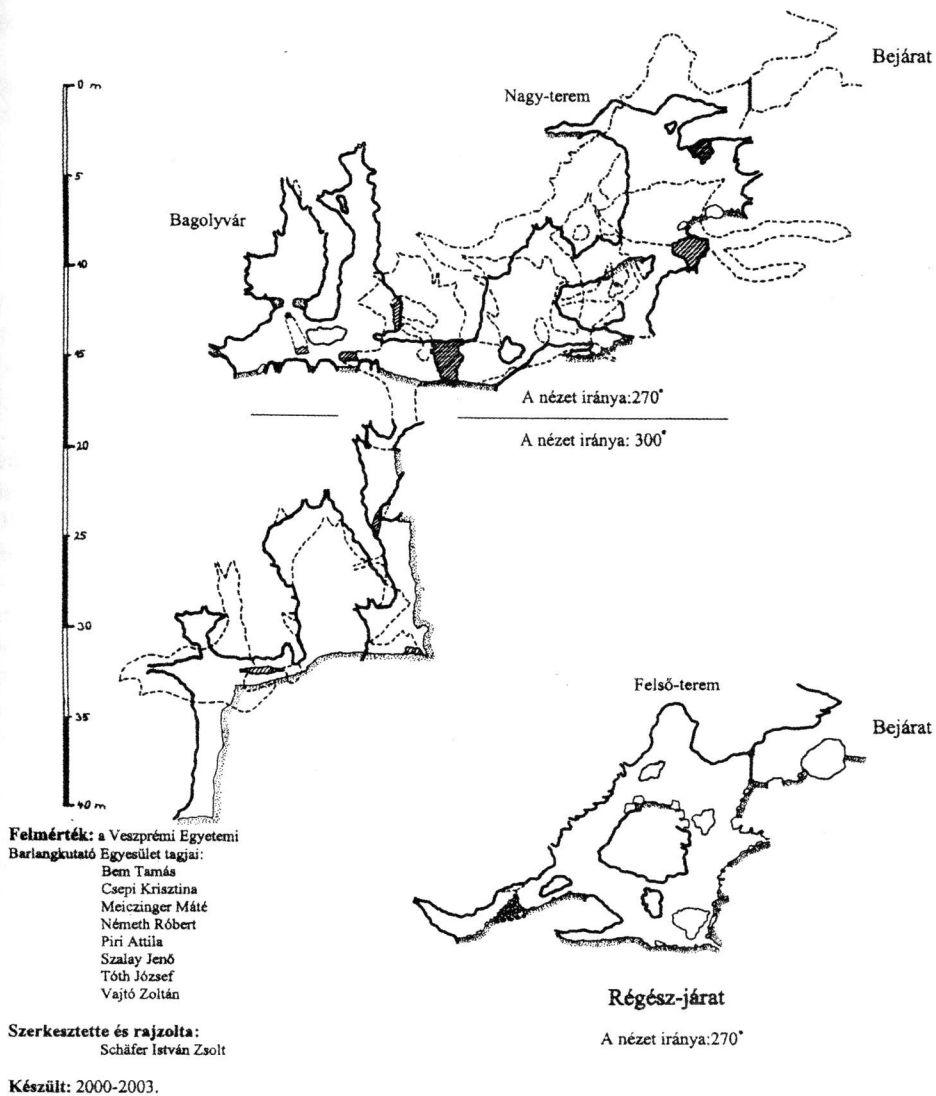 Bejárat
0 m
Nagy-terem
5
Bagolyvár
10
15
A nézet iránya:270°
A nézet iránya: 300°
20
25
30
Felső-terem
35
Bejárat
40 m
Felmérték: a Veszprémi Egyetemi
Barlangkutató Egyesület tagjai:
Bem Tamás
Csepi Krisztina
Meiczinger Máté
Németh Róbert
Piri Attila
Szalay Jenő
Tóth József
Vajtó Zoltán
Régész-járat
A nézet iránya:270°
Szerkesztette és rajzolta:
Schäfer István Zsolt
Készült: 2000-2003.